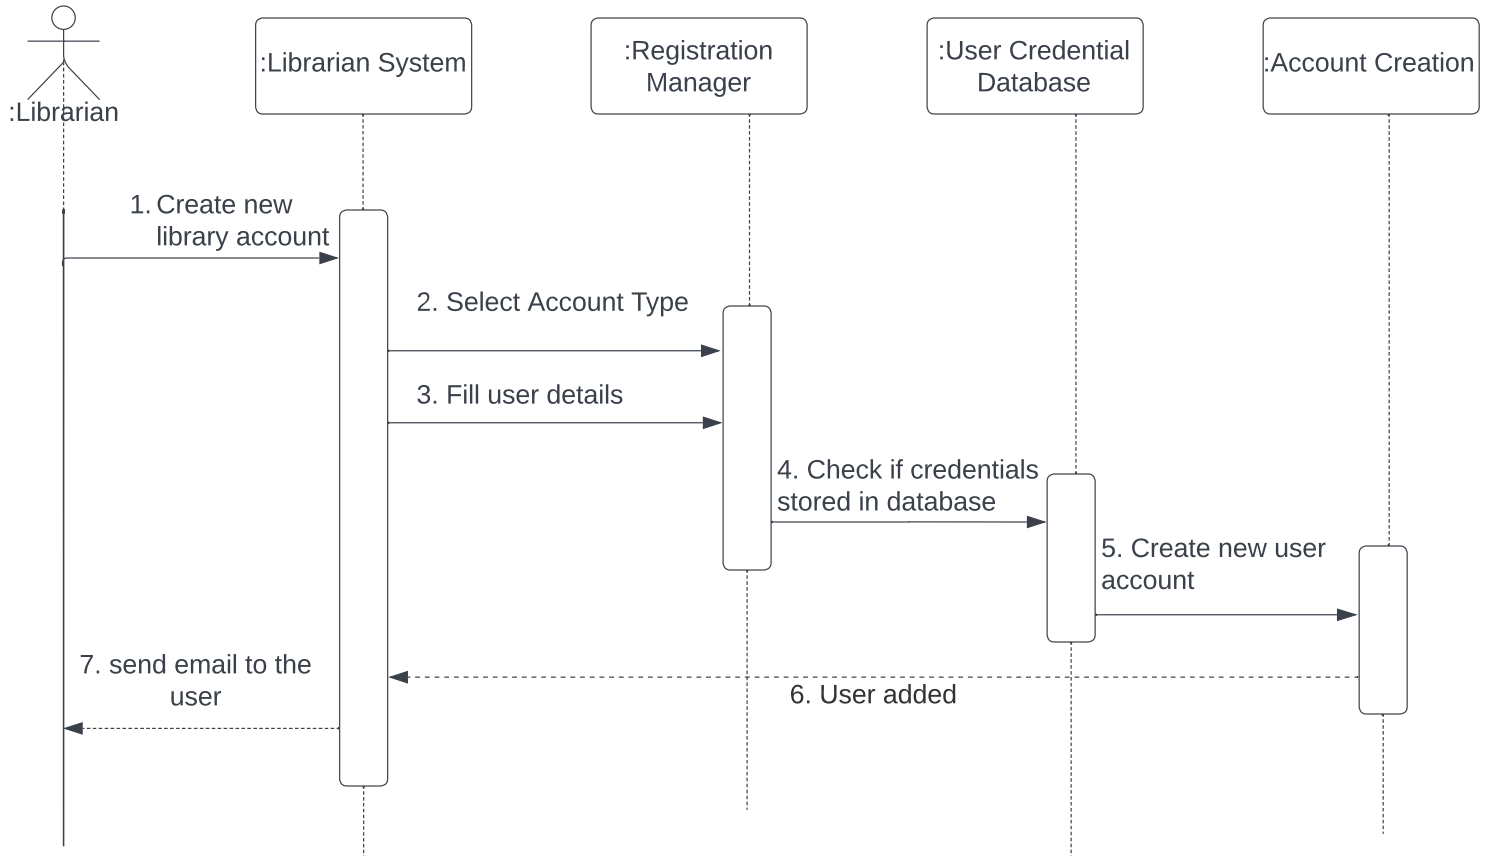 :Librarian
:Librarian System
:Registration
Manager
:User Credential
Database
:Account Creation
1. Create new
library account
2. Select Account Type
3. Fill user details
4. Check if credentials
stored in database
5. Create new user
account
6. User added
7. send email to the
user